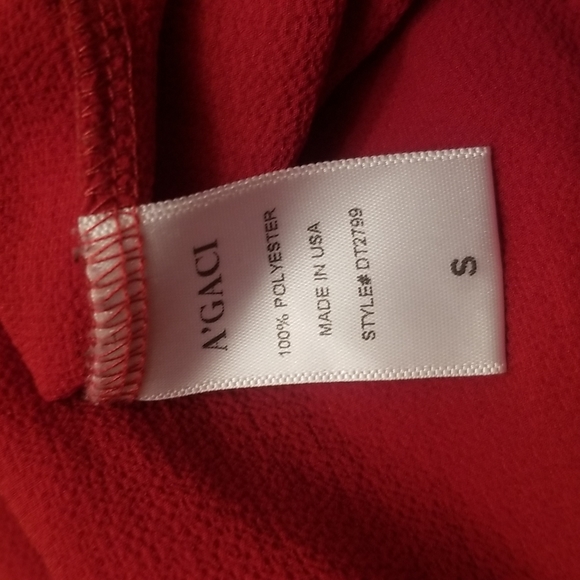 A'GACI
100% POLYESTER
MADE IN USA
STYLE# DT2799
S